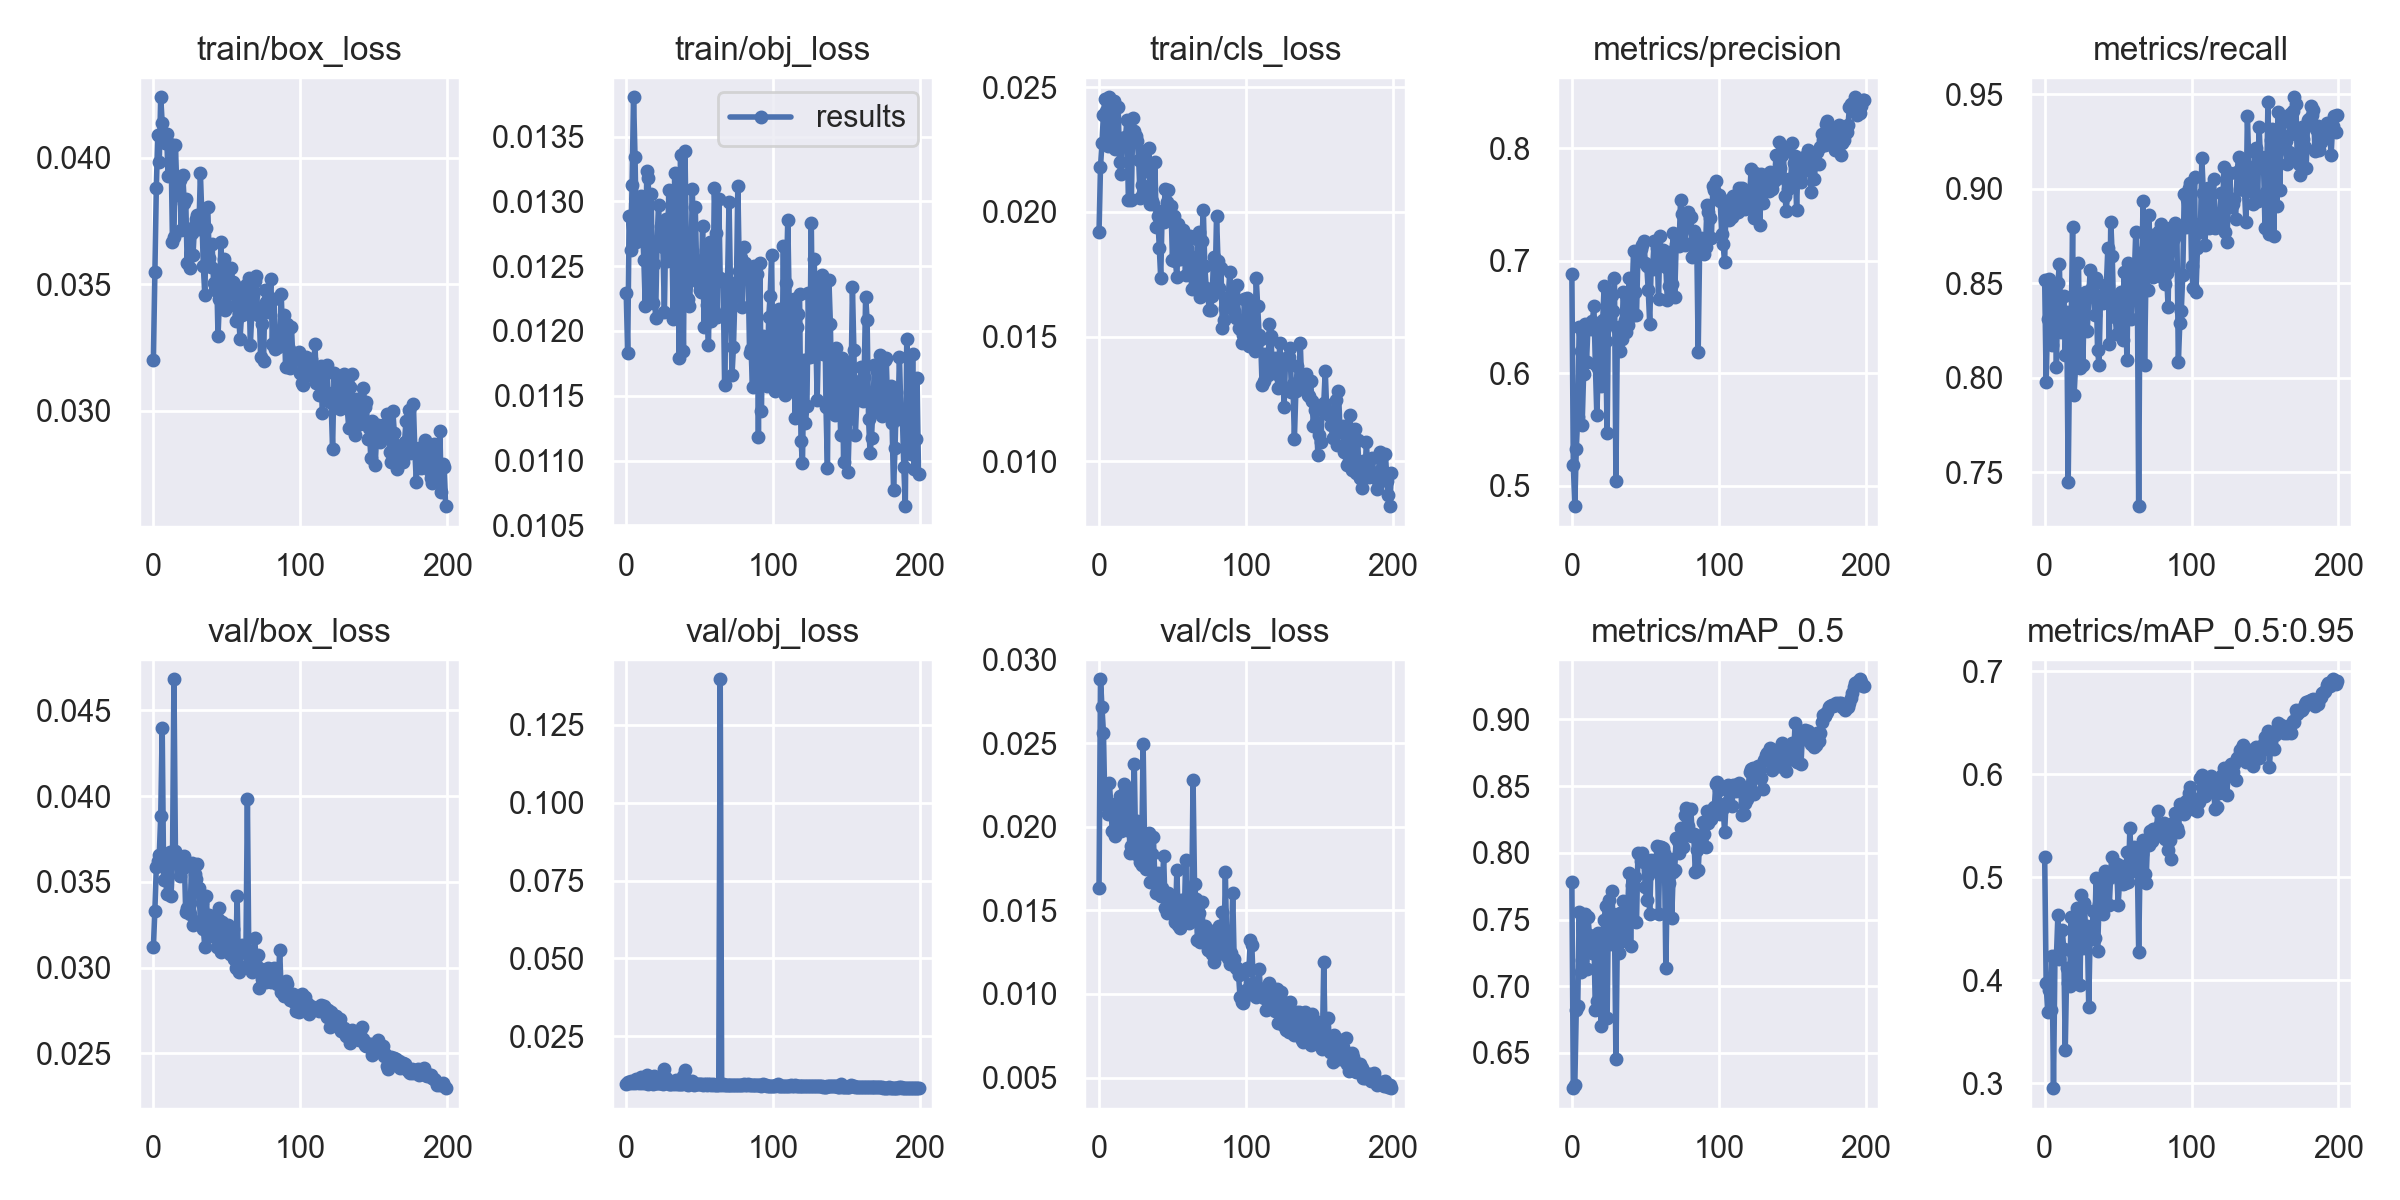 train/box_loss
train/obj_loss
train/cls_loss
metrics/precision
metrics/recall
0.040
0.035
0.030
0 100 200
0.0135
0.0130
0.0125
0.0120
0.0115
0.0110
0.0105
results
0 100 200
0.025
0.020
0.015
0.010
0 100 200
0.8
0.7
0.6
0.5
0 100 200
0.95
0.90
0.85
0.80
0.75
0 100 200
val/box_loss
val/obj_loss
val/cls_loss
metrics/mAP_0.5
metrics/mAP_0.5:0.95
0.045
0.040
0.035
0.030
0.025
0 100 200
0.125
0.100
0.075
0.050
0.025
0 100 200
0.030
0.025
0.020
0.015
0.010
0.005
0 100 200
0.90
0.85
0.80
0.75
0.70
0.65
0 100 200
0.7
0.6
0.5
0.4
0.3
0 100 200